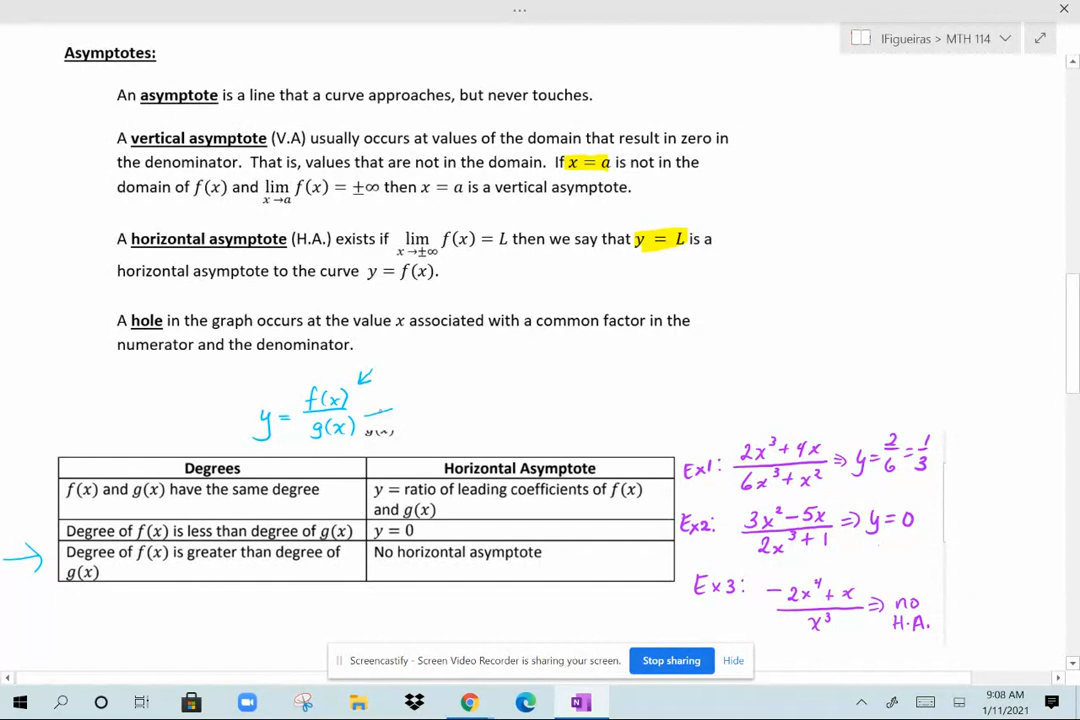 IFigueiras > MTH 114
Asymptotes:
An asymptote is a line that a curve approaches, but never touches.
A vertical asymptote (V.A) usually occurs at values of the domain that result in zero in
the denominator. That is, values that are not in the domain. If x = a is not in the
domain of f(x) and lim f(x) = ±∞ then x = a is a vertical asymptote.
x→a
A horizontal asymptote (H.A.) exists if lim f(x) = L then we say that y = L is a
x→±∞
horizontal asymptote to the curve y = f(x).
A hole in the graph occurs at the value x associated with a common factor in the
numerator and the denominator.
y = f(x)/g(x)
g(x)
Degrees
Horizontal Asymptote
f(x) and g(x) have the same degree
y = ratio of leading coefficients of f(x)
and g(x)
Degree of f(x) is less than degree of g(x)
y = 0
Degree of f(x) is greater than degree of
g(x)
No horizontal asymptote
Ex1: 2x³+4x / 6x³+x² ⇒ y = 2/6 = 1/3
Ex2: 3x²-5x / 2x³+1 ⇒ y=0
Ex3: -2x⁴+x / x³ ⇒ no
H.A.
Screencastify - Screen Video Recorder is sharing your screen.
Stop sharing
Hide
9:08 AM
1/11/2021